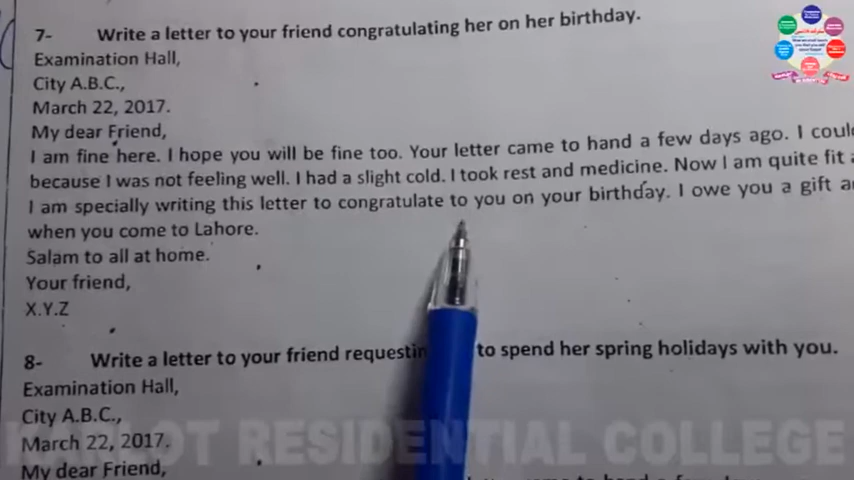 7- Write a letter to your friend congratulating her on her birthday.
Examination Hall,
City A.B.C.,
March 22, 2017.
My dear Friend,
I am fine here. I hope you will be fine too. Your letter came to hand a few days ago. I
because I was not feeling well. I had a slight cold. I took rest and medicine. Now I am quite fit
I am specially writing this letter to congratulate to you on your birthday. I owe you a gift
when you come to Lahore.
Salam to all at home.
Your friend,
X.Y.Z
8- Write a letter to your friend to spend her spring holidays with you.
Examination Hall,
City A.B.C.,
March 22, 2017.
My dear Friend,
RESIDENTIAL COLLEGE